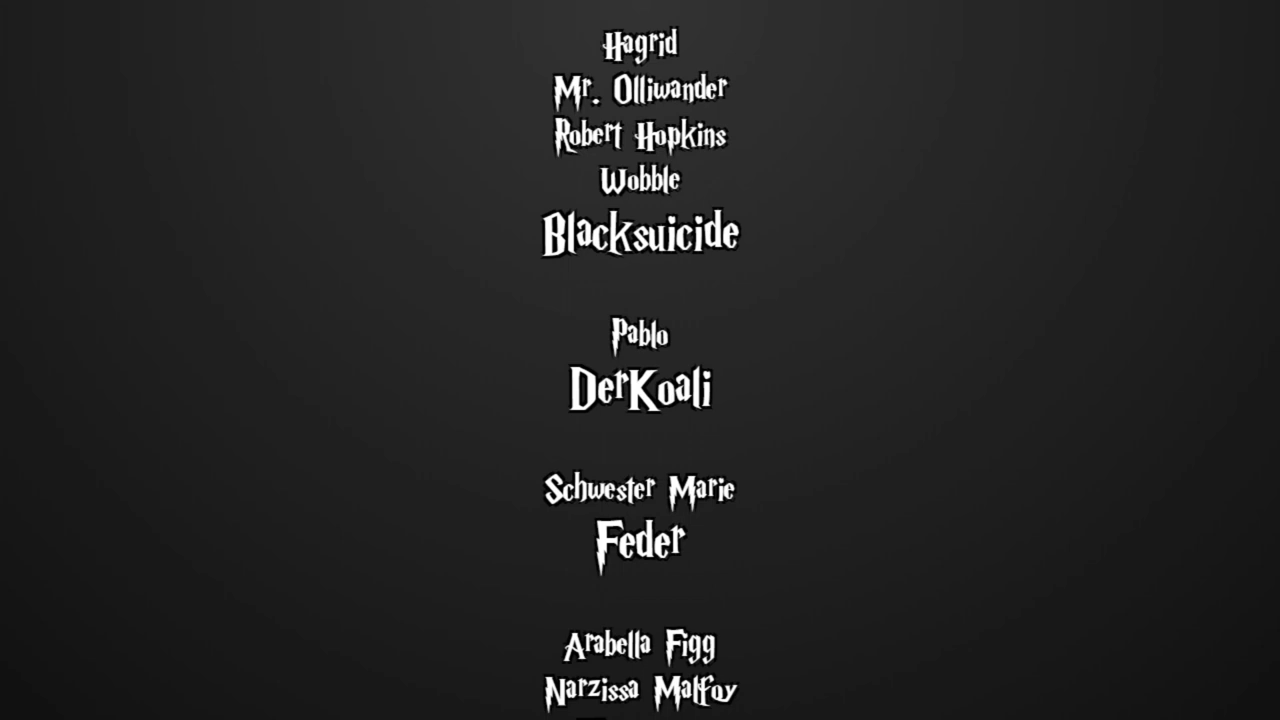 Hagrid
Mr. Olliwander
Robert Hopkins
Wobble
Blacksuicide
Pablo
DerKoali
Schwester Marie
Feder
Arabella Figg
Narzissa Malfoy